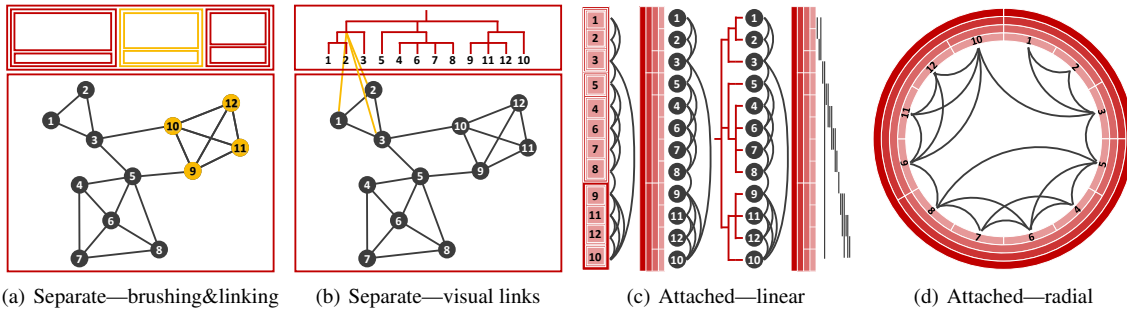 2
12
1
10
3
11
9
5
4
6
8
7
(a) Separate—brushing&linking
1 2 3 5 4 6 7 8 9 11 12 10
2
12
1
10
3
11
9
5
4
6
8
7
(b) Separate—visual links
1 1 1
2 2 2
3 3 3
5 5 5
4 4 4
6 6 6
7 7 7
8 8 8
9 9 9
11 11 11
12 12 12
10 10 10
(c) Attached—linear
10
1
12
2
11
3
9
5
8
4
7
6
(d) Attached—radial